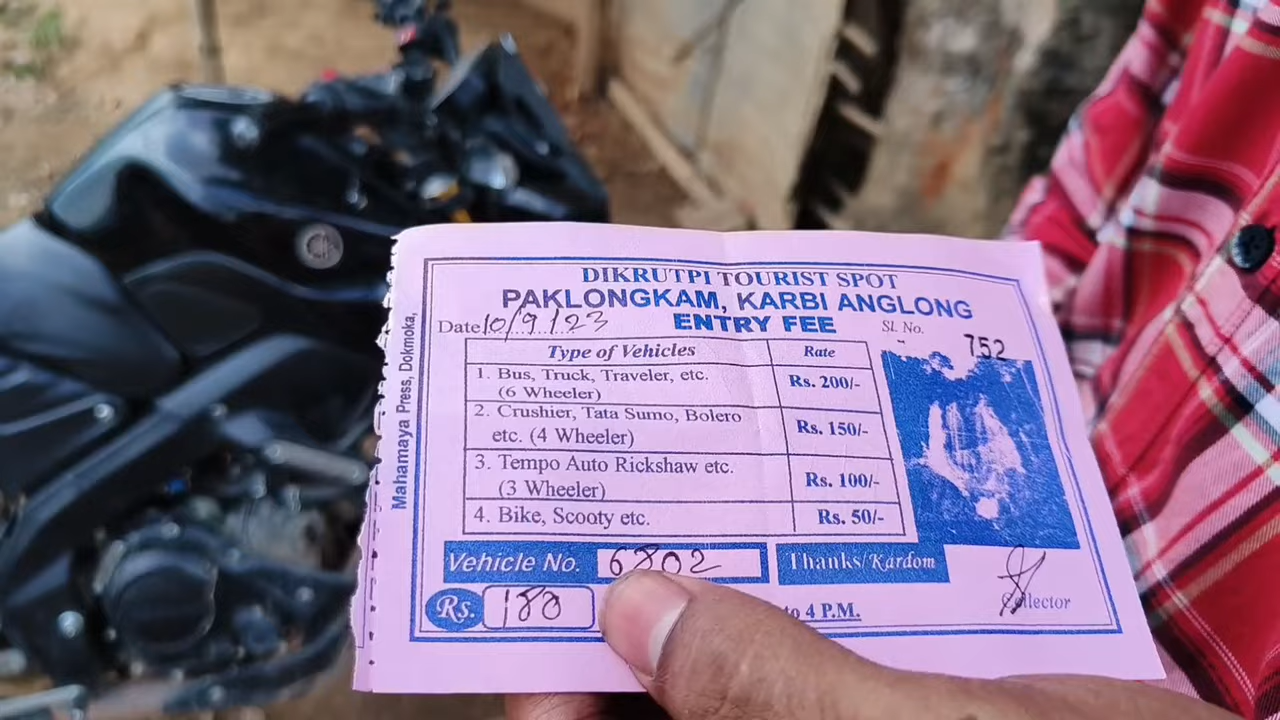 DIKRUTPI TOURIST SPOT
PAKLONGKAM, KARBI ANGLONG
ENTRY FEE
Date 10/9/23
Sl. No. 752
Type of Vehicles Rate
1. Bus, Truck, Traveler, etc. (6 Wheeler) Rs. 200/-
2. Crushier, Tata Sumo, Bolero etc. (4 Wheeler) Rs. 150/-
3. Tempo Auto Rickshaw etc. (3 Wheeler) Rs. 100/-
4. Bike, Scooty etc. Rs. 50/-
Vehicle No. 6802
Thanks/Kardom
Rs. 180
to 4 P.M.
Collector
Mahamaya Press, Dokmoka,